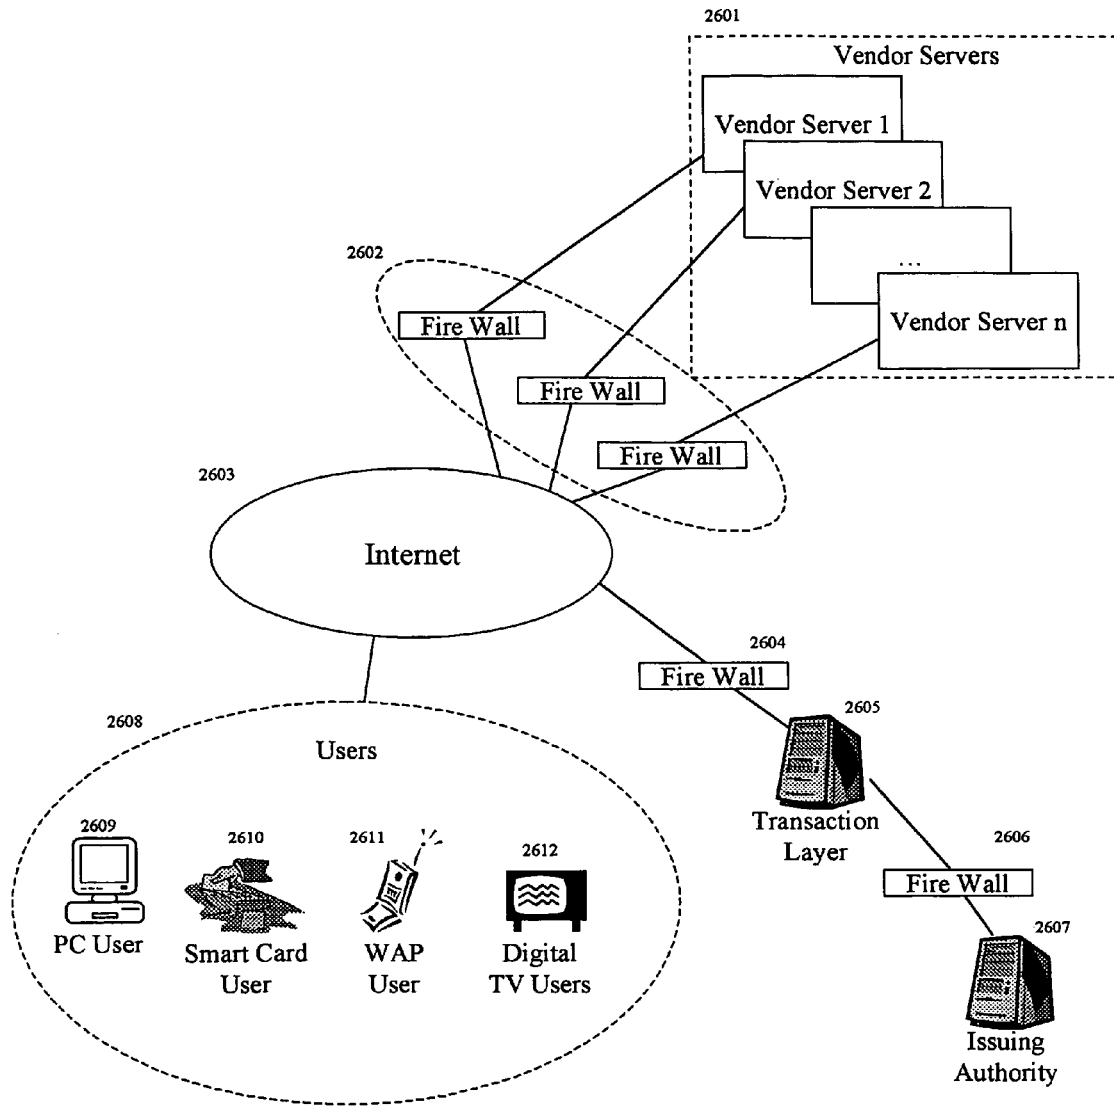 2601
Vendor Servers
Vendor Server 1
Vendor Server 2
...
Vendor Server n
2602
Fire Wall
Fire Wall
Fire Wall
2603
Internet
2604
Fire Wall
2605
Transaction
Layer
2606
Fire Wall
2607
Issuing
Authority
2608
Users
2609
PC User
2610
Smart Card
User
2611
WAP
User
2612
Digital
TV Users